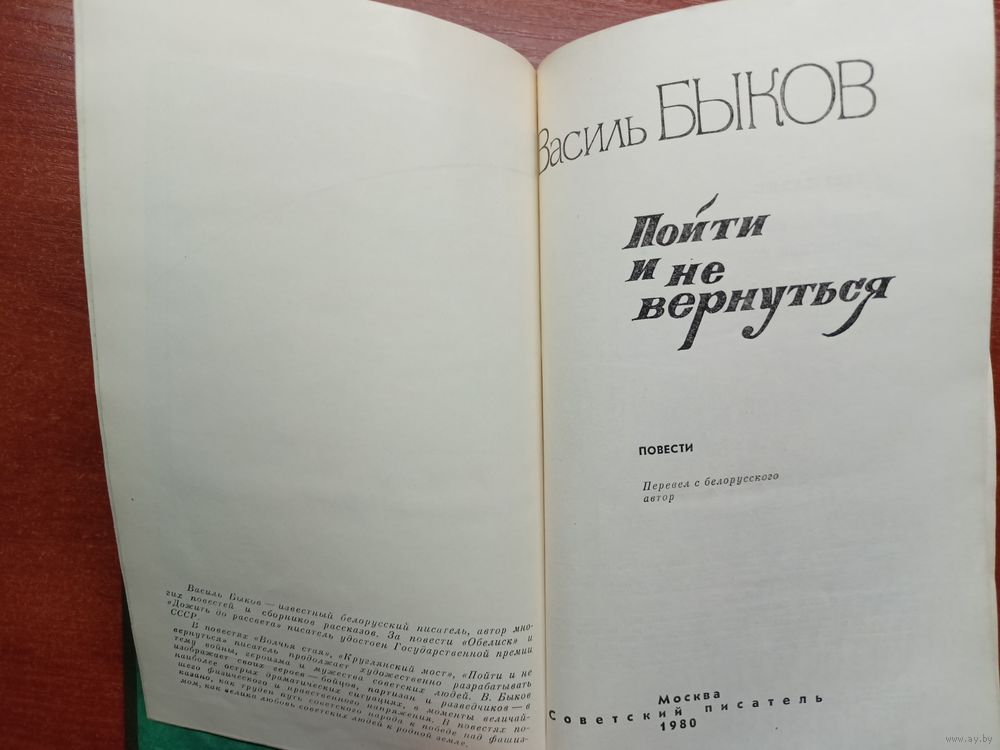 Василь Быков — известный белорусский писатель, автор мно-
гих повестей и сборников рассказов. За повести «Обелиск» и
«Дожить до рассвета» писатель удостоен Государственной премии
СССР.
В повестях «Волчья стая», «Круглянский мост», «Пойти и не
вернуться» писатель продолжает художественно разрабатывать
тему войны, героизма и мужества советских людей. В. Быков
изображает своих героев — бойцов, партизан и разведчиков — в
наиболее острых драматических ситуациях, в моменты величай-
шего физического и нравственного напряжения. В повестях по-
казано, как труден путь советского народа к победе над фашиз-
мом, как велика любовь советских людей к родной земле.
Василь БЫКОВ
Пойти
и не
вернуться
ПОВЕСТИ
Перевел с белорусского
автор
Москва
Советский писатель
1980
www.ay.by